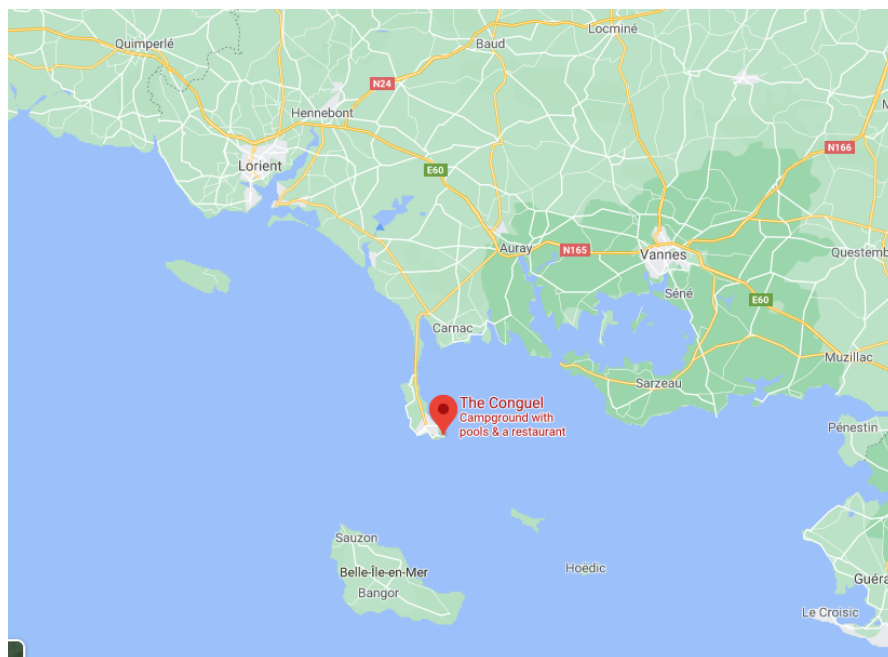 Quimperlé
Baud
Locminé
N24
Hennebont
N166
Lorient
E60
Auray
N165
Vannes
Questemb
Séné
E60
Carnac
Muzillac
Sarzeau
The Conguel
Campground with
pools & a restaurant
Pénestin
Sauzon
Belle-Île-en-Mer
Hoëdic
Bangor
Guéra
Le Croisic